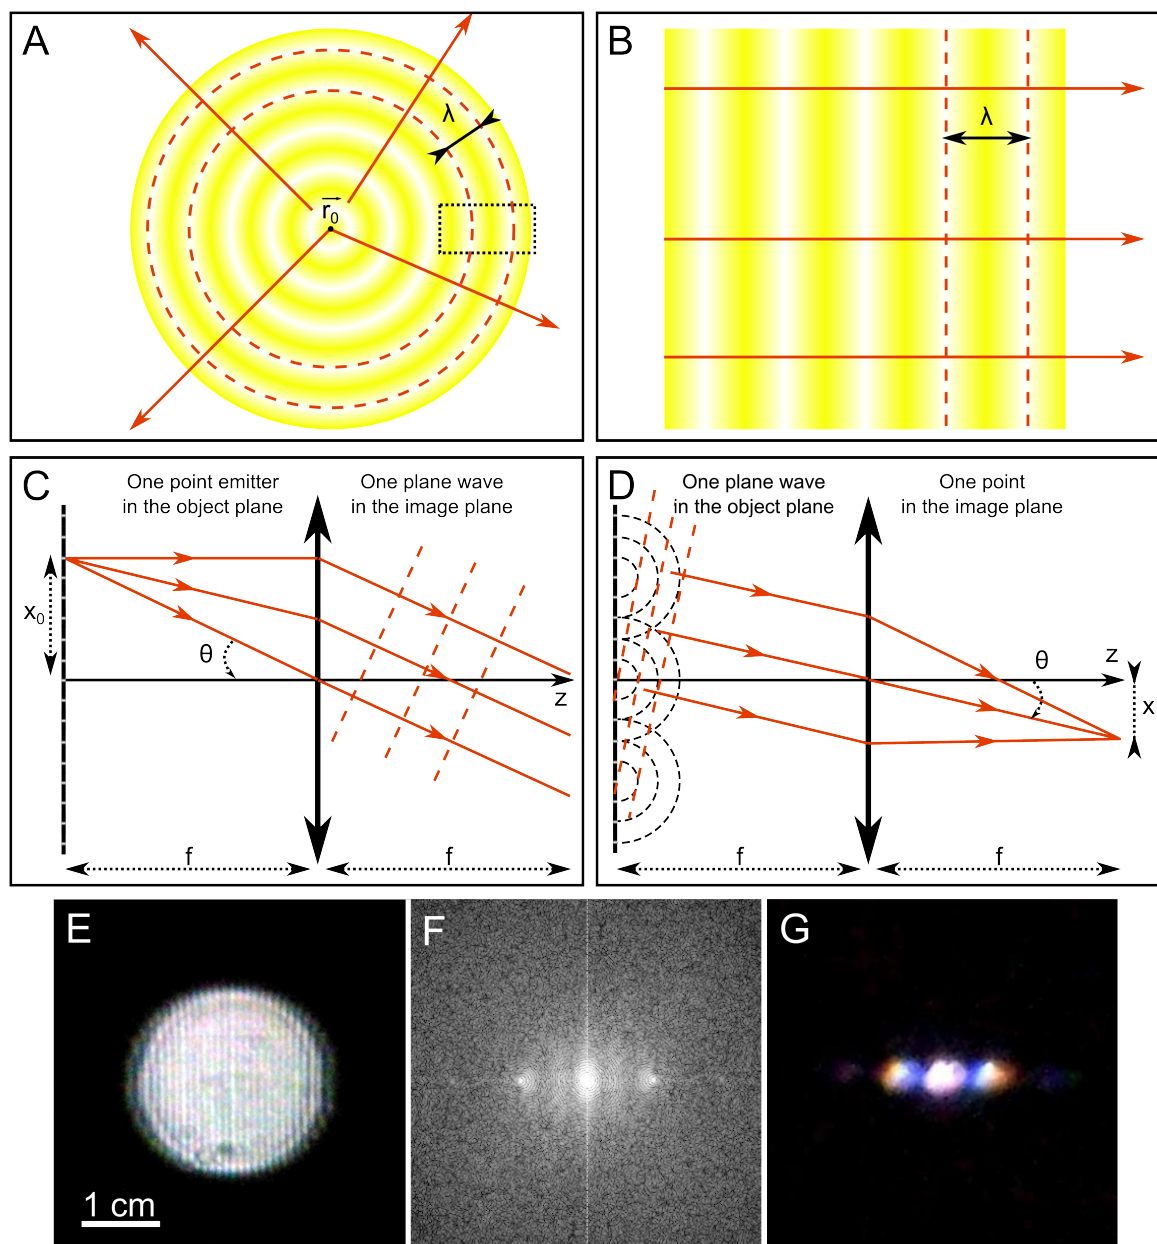 A
λ
r₀
B
λ
C
One point emitter
in the object plane
One plane wave
in the image plane
x₀
θ
z
f
f
D
One plane wave
in the object plane
One point
in the image plane
θ
z
x
f
f
E
1 cm
F
G